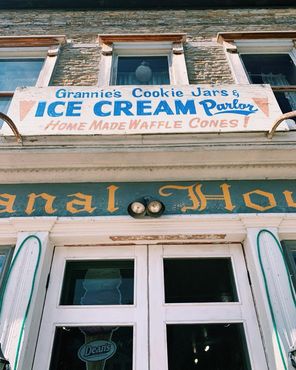 Grannie's Cookie Jars &
ICE CREAM Parlor
HOME MADE WAFFLE CONES!
anal Hou
Dean's